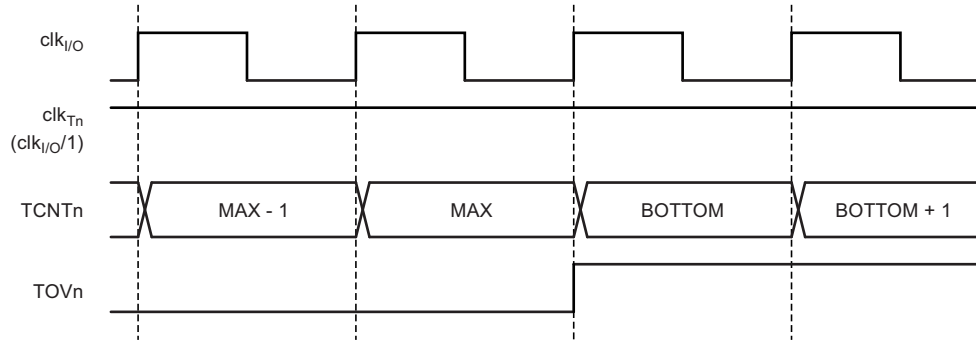 clkI/O
clkTn
(clkI/O/1)
TCNTn MAX - 1 MAX BOTTOM BOTTOM + 1
TOVn